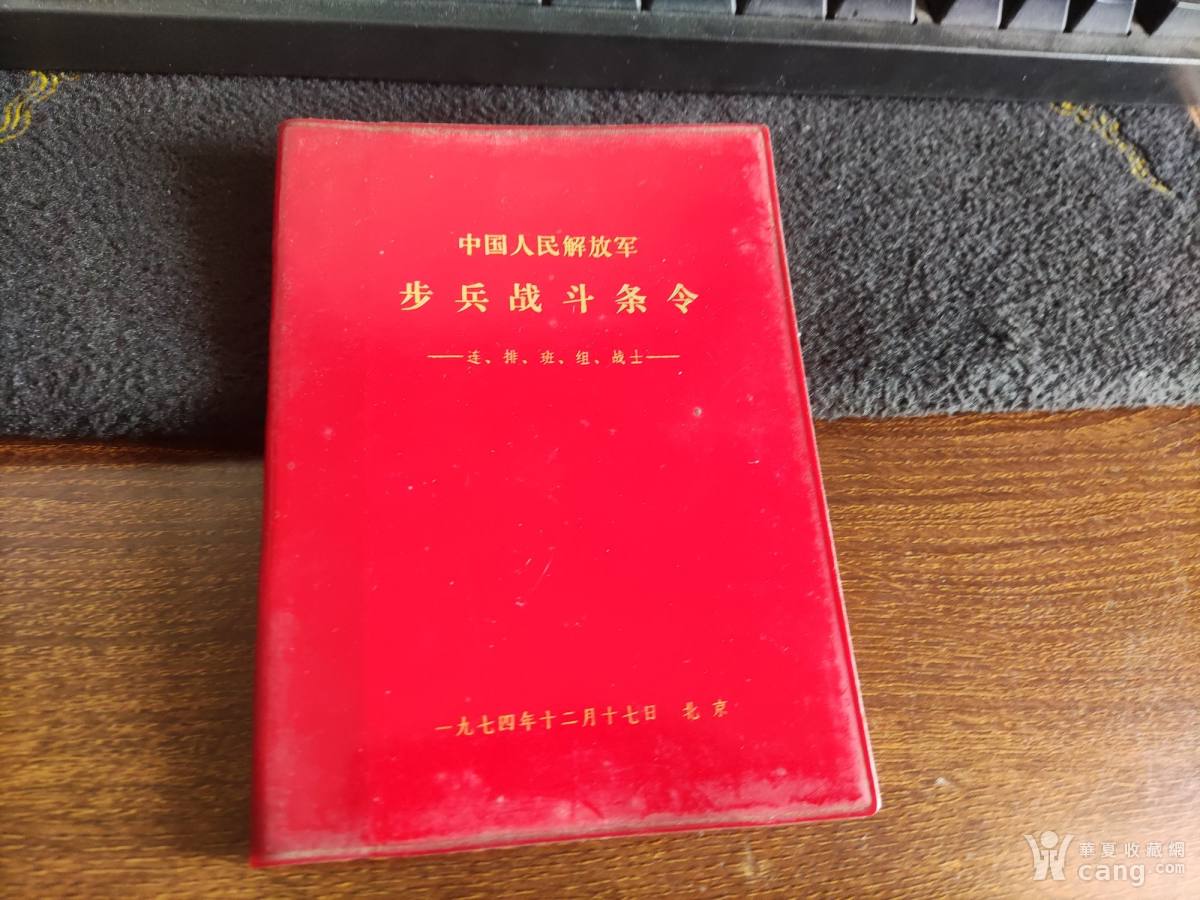 中国人民解放军
步兵战斗条令
——连、排、班、组、战士——
一九七四年十二月十七日 北京
華夏收藏網
cang.com